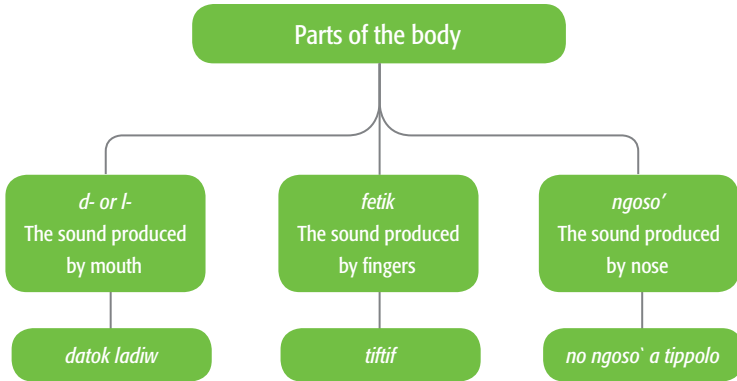 Parts of the body
d- or l-
The sound produced
by mouth
fetik
The sound produced
by fingers
ngoso’
The sound produced
by nose
datok ladiw
tiftif
no ngoso` a tippolo